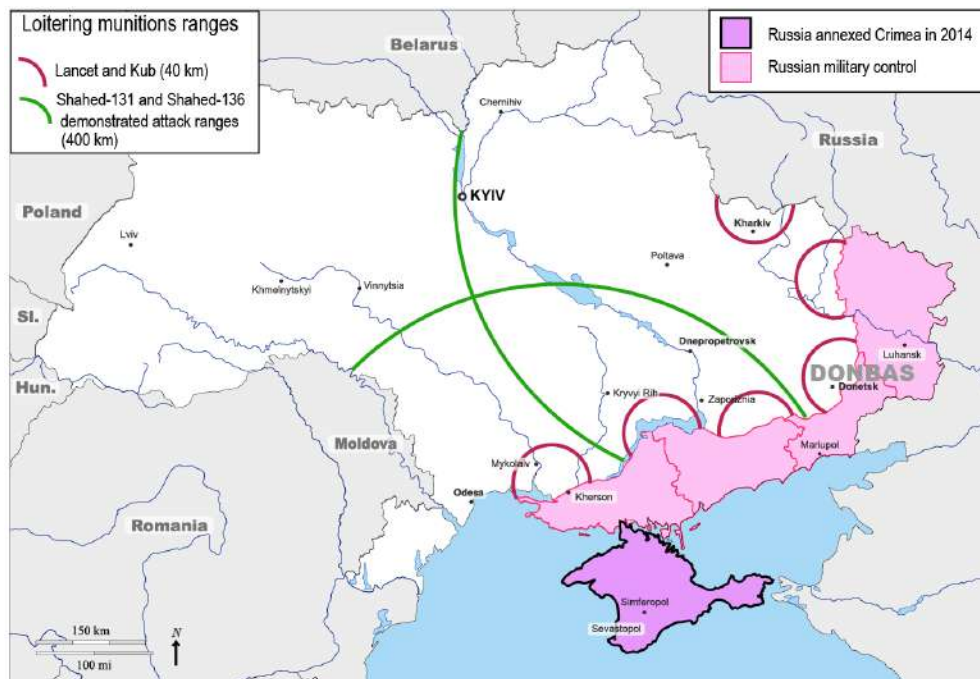 Loitering munitions ranges
Lancet and Kub (40 km)
Shahed-131 and Shahed-136
demonstrated attack ranges
(400 km)
Russia annexed Crimea in 2014
Russian military control
Belarus
Chernihiv
Russia
KYIV
Poland
Lviv
Kharkiv
Poltava
Khmelnytskyi
Vinnytsia
Sl.
Dnepropetrovsk
Luhansk
Hun.
DONBAS
Donetsk
Kryvyi Rih
Zaporizhia
Moldova
Mariupol
Mykolaiv
Odesa
Kherson
Romania
Simferopol
Sevastopol
150 km
100 mi
N